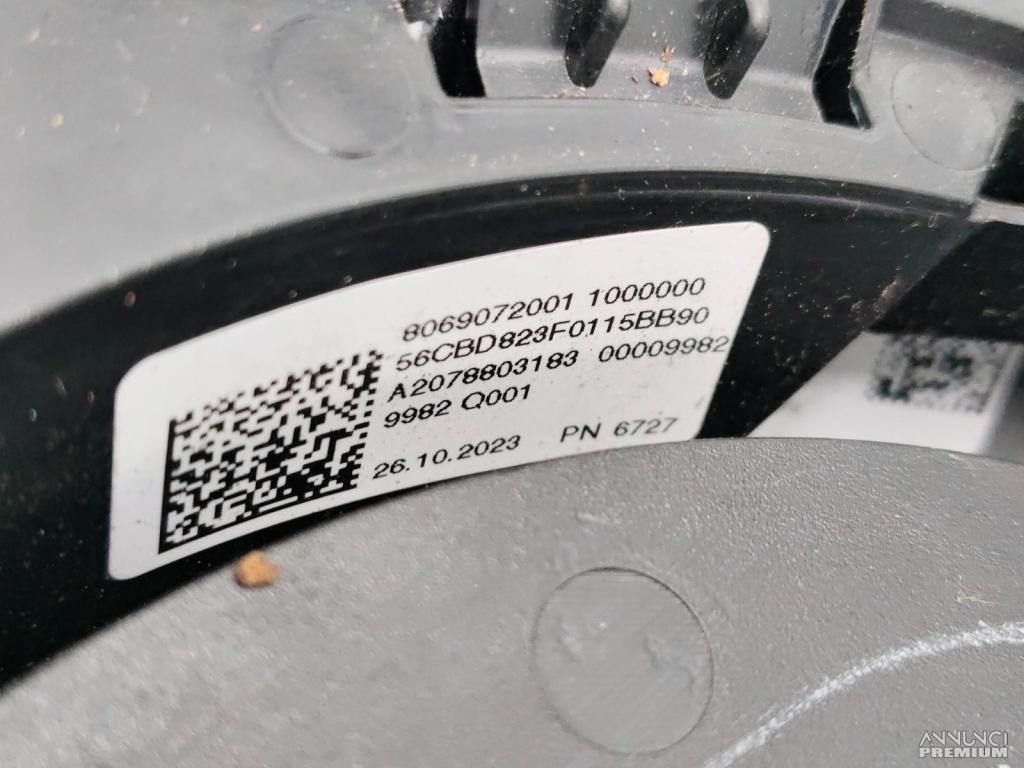 8069072001 1000000
56CBD823F0115BB90
A2078803183 00009982
9982 Q001
26.10.2023 PN 6727
ANNUNCI
PREMIUM